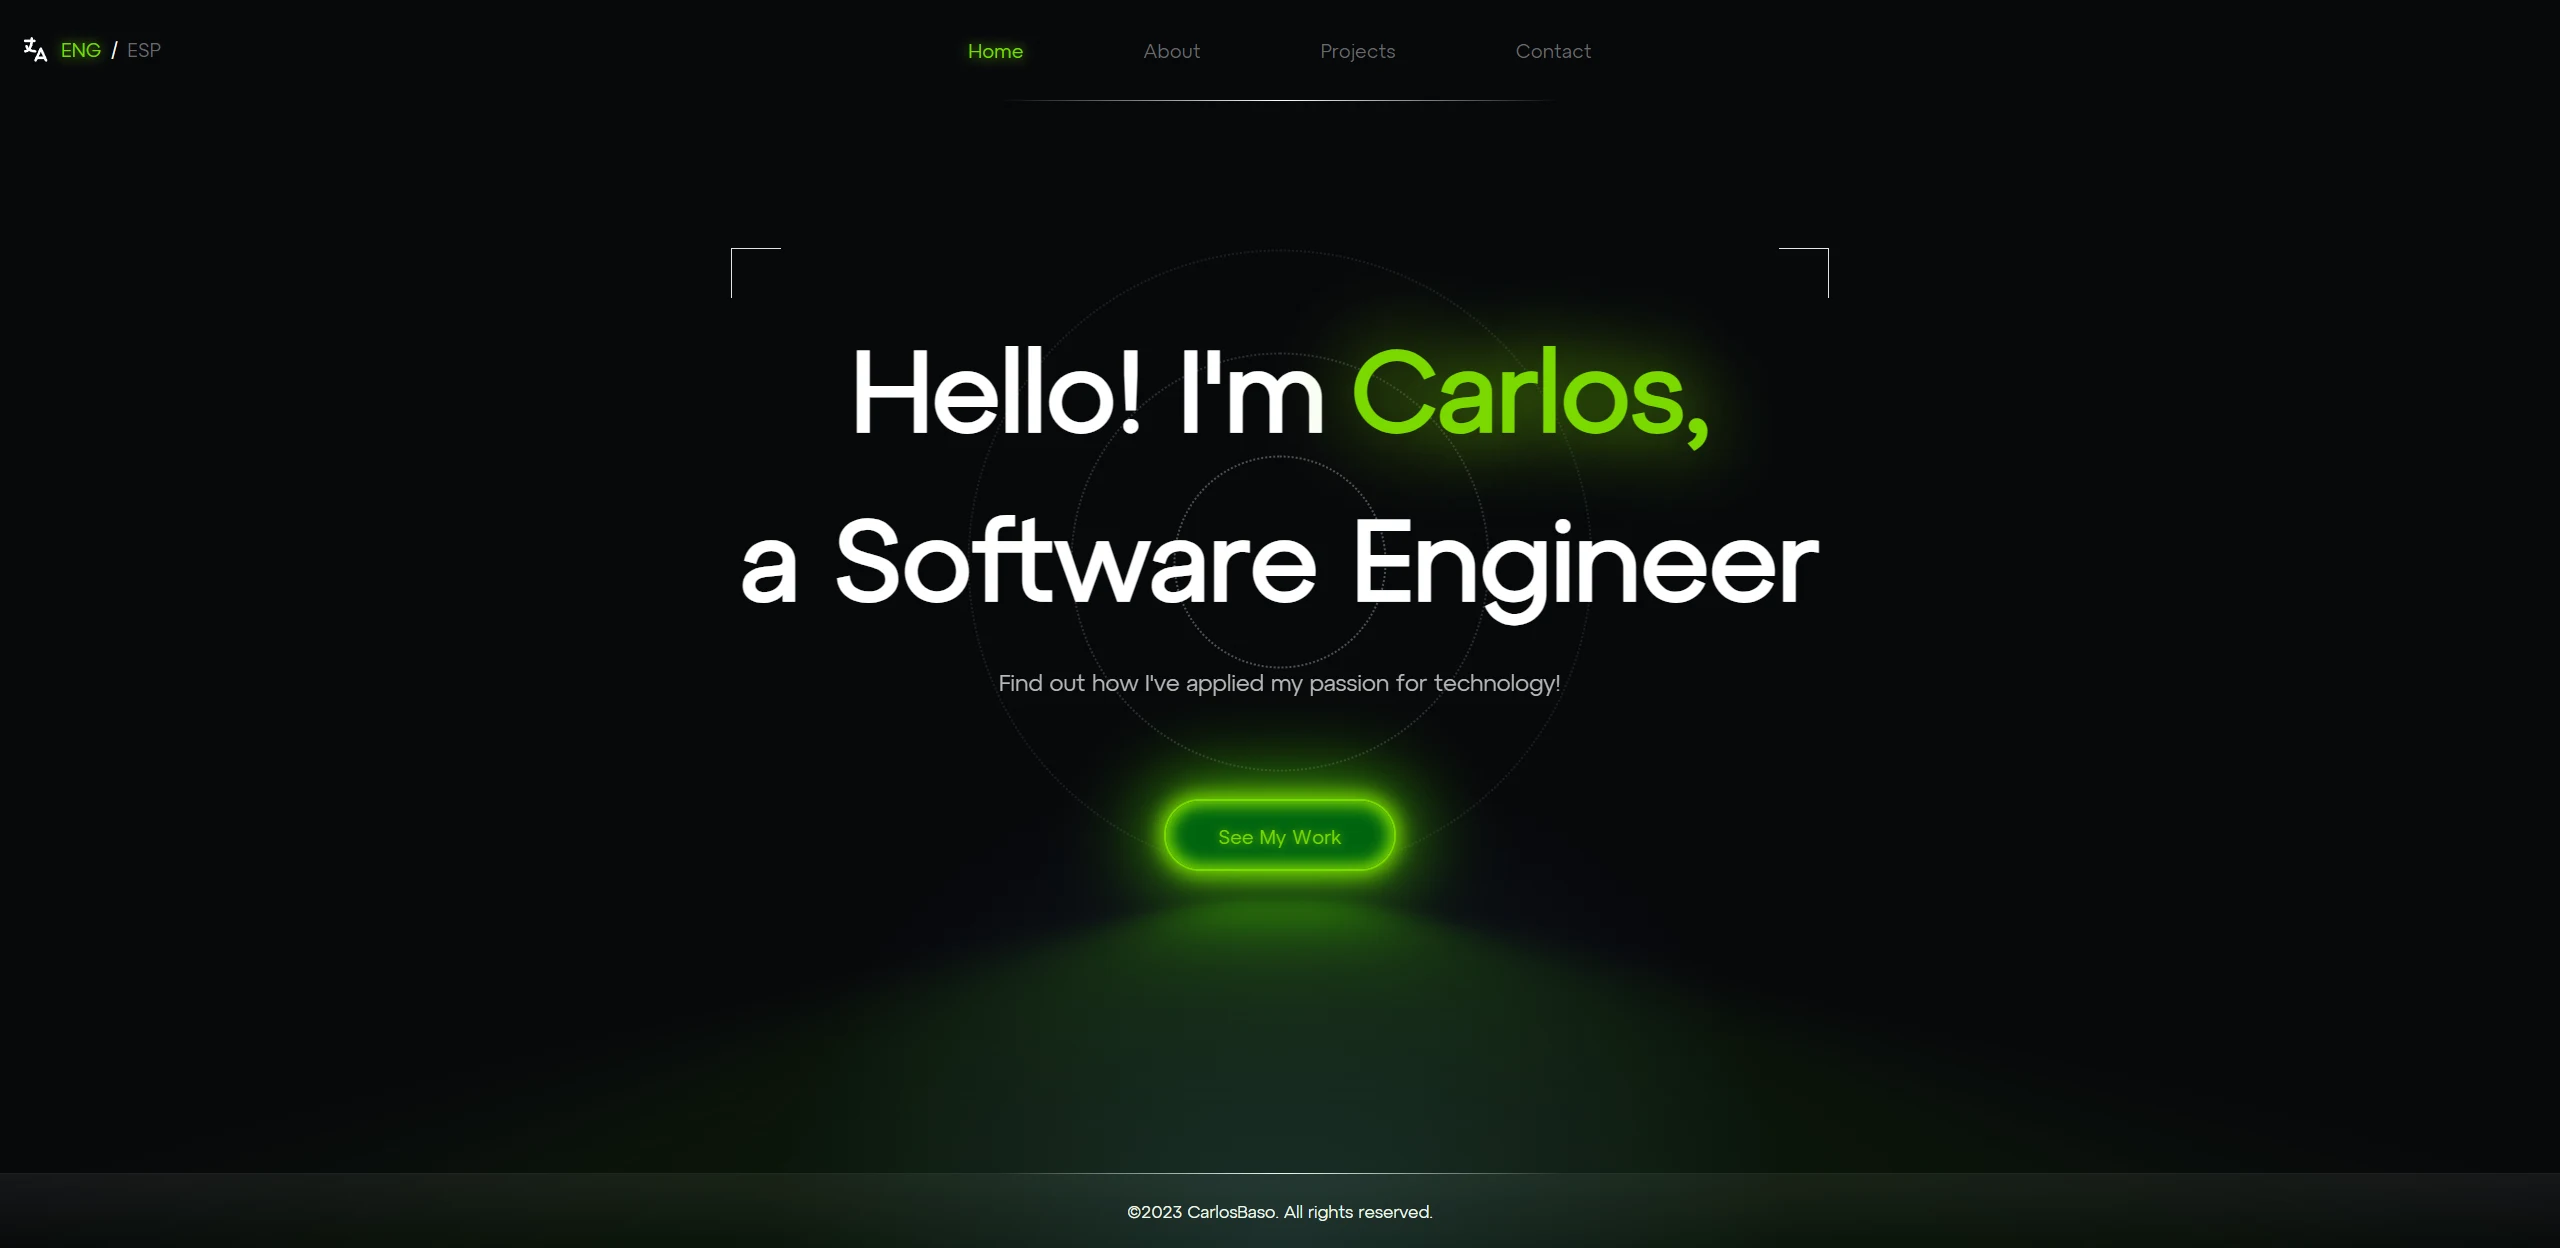 ENG / ESP
Home About Projects Contact
Hello! I'm Carlos,
a Software Engineer
Find out how I've applied my passion for technology!
See My Work
©2023 CarlosBaso. All rights reserved.